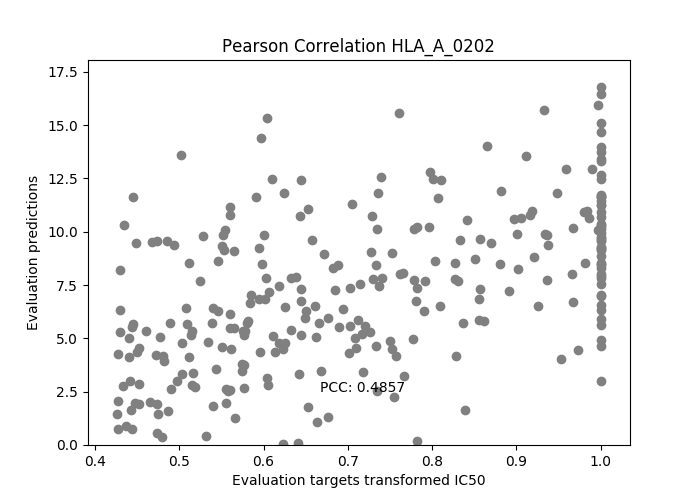 Pearson Correlation HLA_A_0202
17.5
15.0
12.5
10.0
7.5
5.0
2.5
0.0
Evaluation predictions
PCC: 0.4857
0.4 0.5 0.6 0.7 0.8 0.9 1.0
Evaluation targets transformed IC50